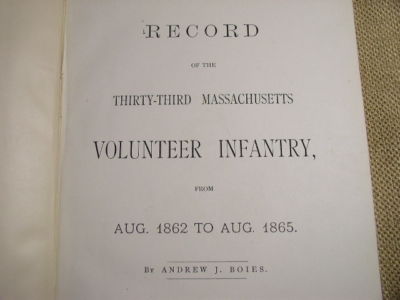 RECORD
OF THE
THIRTY-THIRD MASSACHUSETTS
VOLUNTEER INFANTRY,
FROM
AUG. 1862 TO AUG. 1865.
BY ANDREW J. BOIES.